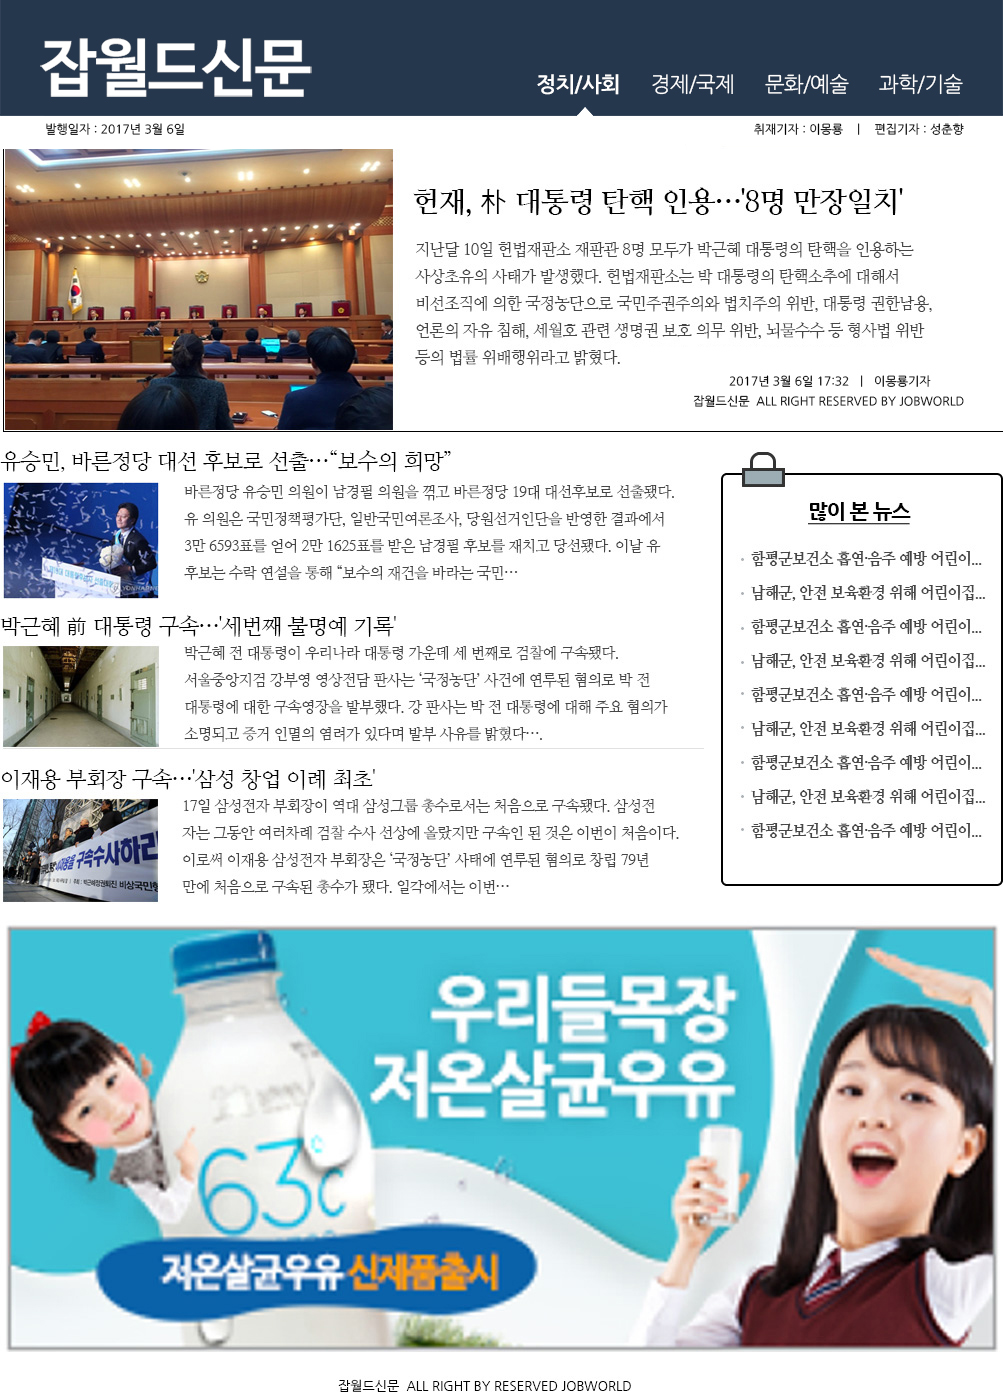 잡월드신문
정치/사회 경제/국제 문화/예술 과학/기술
발행일자 : 2017년 3월 6일
취재기자 : 이몽룡 | 편집기자 : 성춘향
헌재, 朴 대통령 탄핵 인용…'8명 만장일치'
지난달 10일 헌법재판소 재판관 8명 모두가 박근혜 대통령의 탄핵을 인용하는
사상초유의 사태가 발생했다. 헌법재판소는 박 대통령의 탄핵소추에 대해서
비선조직에 의한 국정농단으로 국민주권주의와 법치주의 위반, 대통령 권한남용,
언론의 자유 침해, 세월호 관련 생명권 보호 의무 위반, 뇌물수수 등 형사법 위반
등의 법률 위배행위라고 밝혔다.
2017년 3월 6일 17:32 | 이몽룡기자
잡월드신문 ALL RIGHT RESERVED BY JOBWORLD
유승민, 바른정당 대선 후보로 선출…“보수의 희망”
바른정당 유승민 의원이 남경필 의원을 꺾고 바른정당 19대 대선후보로 선출됐다.
유 의원은 국민정책평가단, 일반국민여론조사, 당원선거인단을 반영한 결과에서
3만 6593표를 얻어 2만 1625표를 받은 남경필 후보를 재치고 당선됐다. 이날 유
후보는 수락 연설을 통해 “보수의 재건을 바라는 국민…
박근혜 前 대통령 구속…'세번째 불명예 기록'
박근혜 전 대통령이 우리나라 대통령 가운데 세 번째로 검찰에 구속됐다.
서울중앙지검 강부영 영상전담 판사는 ‘국정농단’ 사건에 연루된 혐의로 박 전
대통령에 대한 구속영장을 발부했다. 강 판사는 박 전 대통령에 대해 주요 혐의가
소명되고 증거 인멸의 염려가 있다며 발부 사유를 밝혔다….
이재용 부회장 구속…'삼성 창업 이례 최초'
17일 삼성전자 부회장이 역대 삼성그룹 총수로서는 처음으로 구속됐다. 삼성전
자는 그동안 여러차례 검찰 수사 선상에 올랐지만 구속인 된 것은 이번이 처음이다.
이로써 이재용 삼성전자 부회장은 ‘국정농단’ 사태에 연루된 혐의로 창립 79년
만에 처음으로 구속된 총수가 됐다. 일각에서는 이번…
구속수사하라
비상국민행
많이 본 뉴스
함평군보건소 흡연·음주 예방 어린이...
남해군, 안전 보육환경 위해 어린이집...
함평군보건소 흡연·음주 예방 어린이...
남해군, 안전 보육환경 위해 어린이집...
함평군보건소 흡연·음주 예방 어린이...
남해군, 안전 보육환경 위해 어린이집...
함평군보건소 흡연·음주 예방 어린이...
남해군, 안전 보육환경 위해 어린이집...
함평군보건소 흡연·음주 예방 어린이...
우리들목장
저온살균우유
63℃
저온살균우유 신제품출시
잡월드신문 ALL RIGHT BY RESERVED JOBWORLD